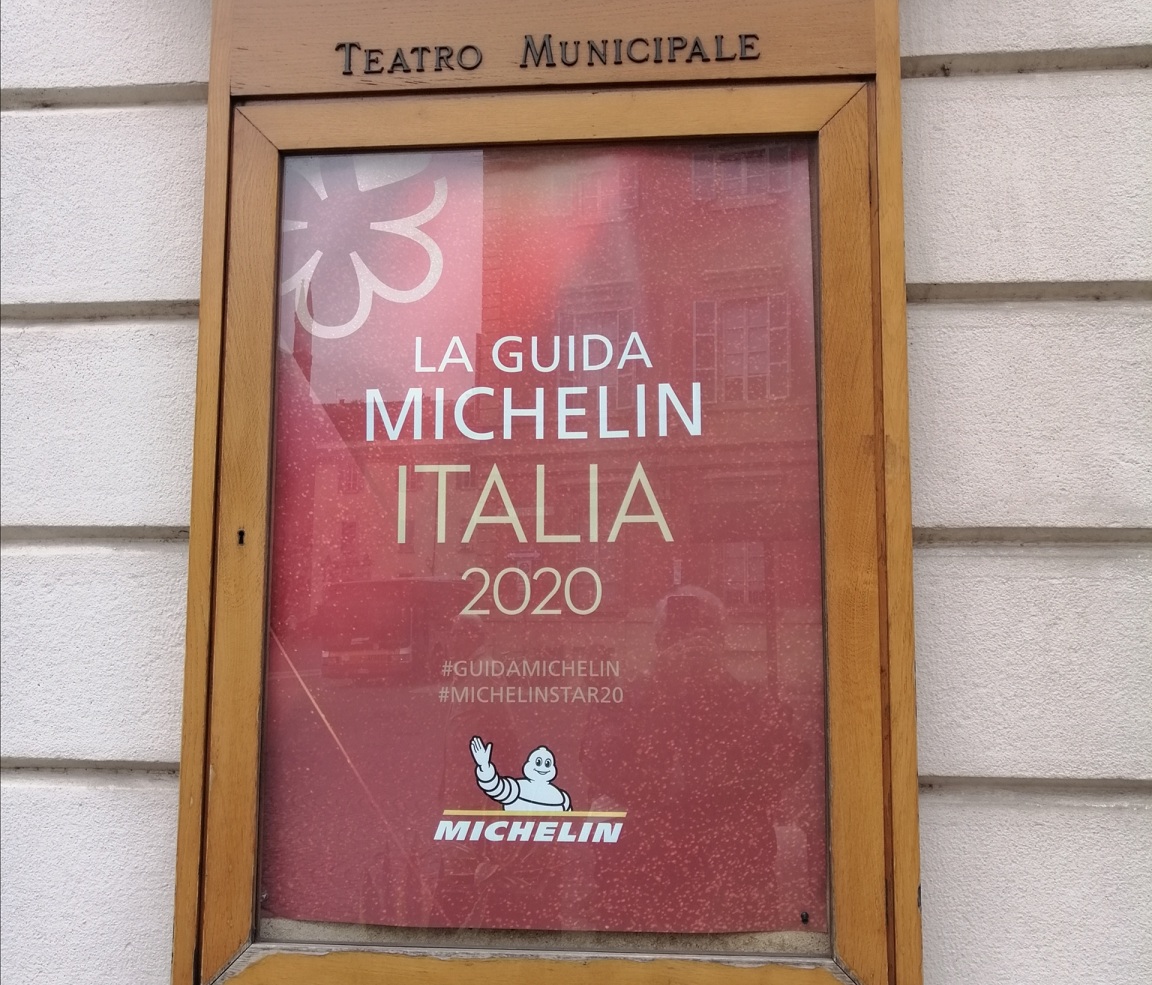 TEATRO MUNICIPALE
LA GUIDA
MICHELIN
ITALIA
2020
#GUIDAMICHELIN
#MICHELINSTAR20
MICHELIN